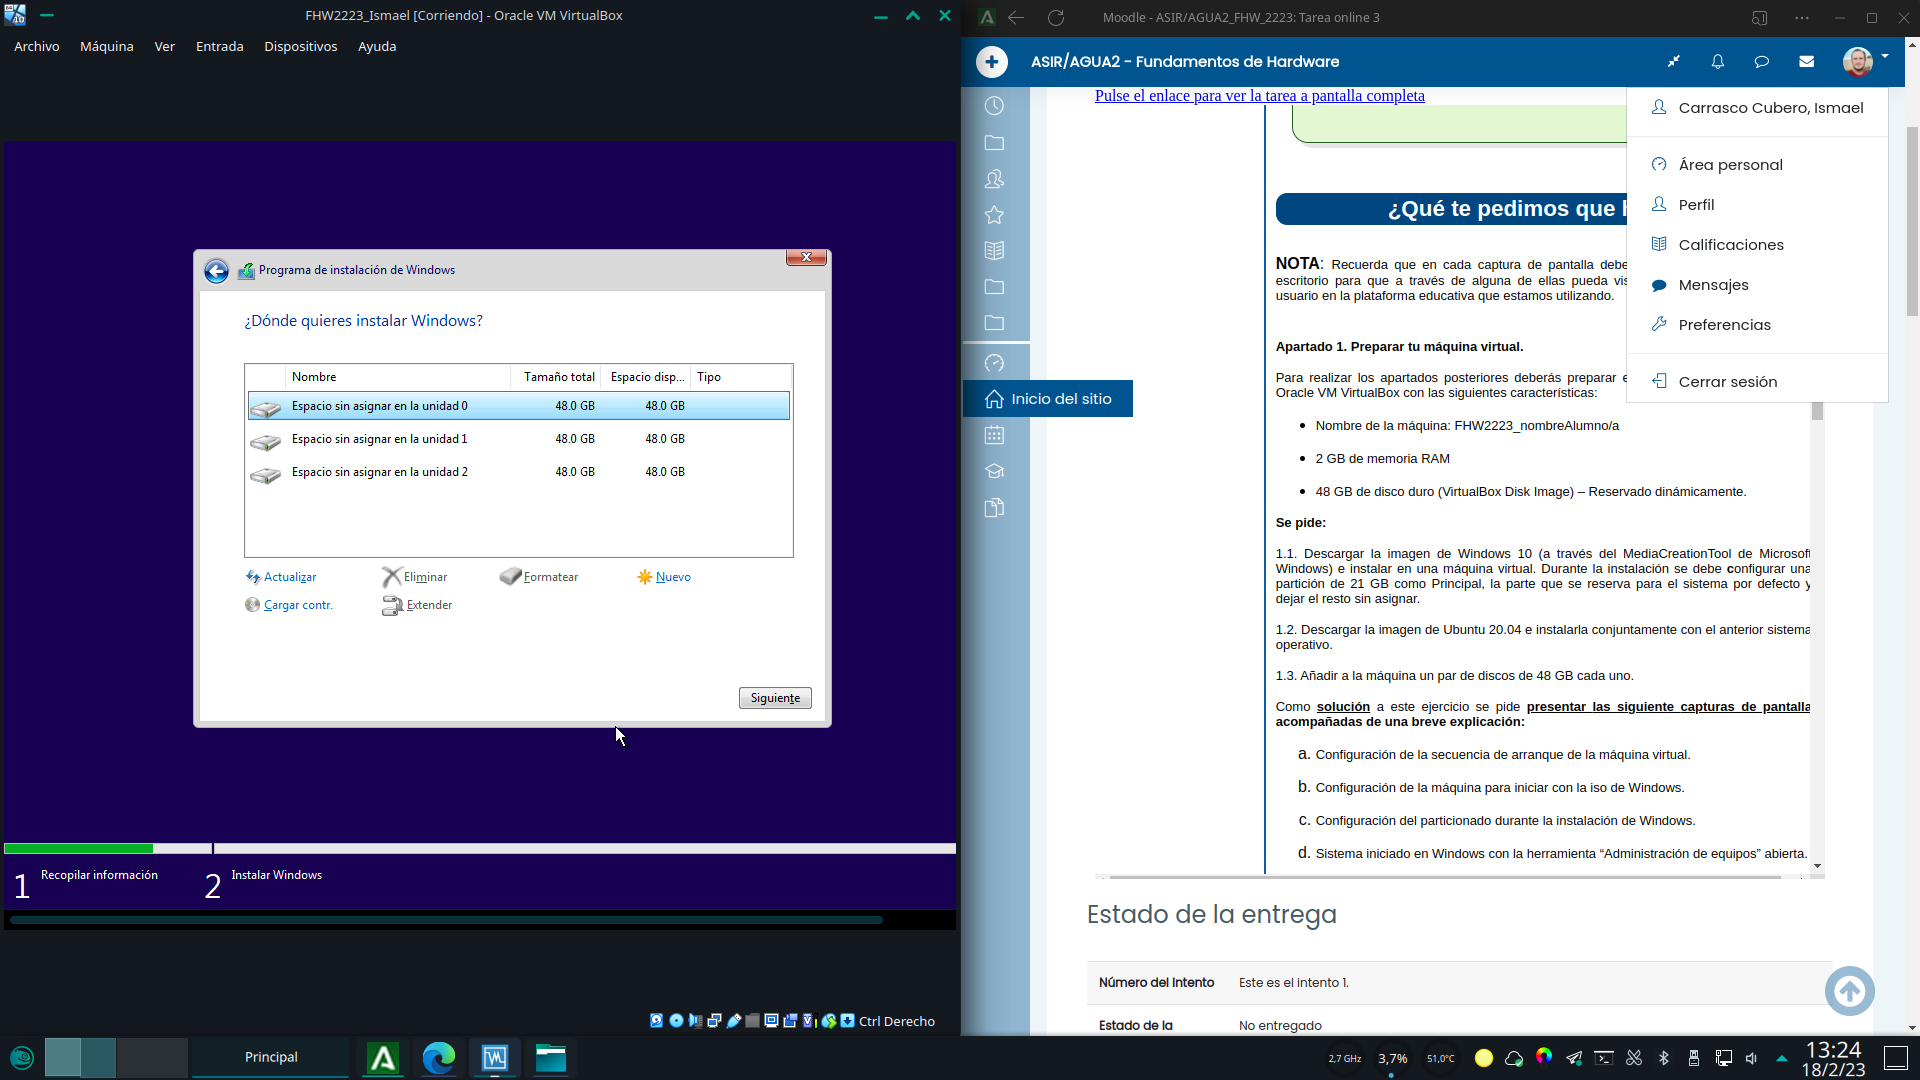 FHW2223_Ismael [Corriendo] - Oracle VM VirtualBox
Archivo Máquina Ver Entrada Dispositivos Ayuda
Programa de instalación de Windows
¿Dónde quieres instalar Windows?
Nombre Tamaño total Espacio disp... Tipo
Espacio sin asignar en la unidad 0 48.0 GB 48.0 GB
Espacio sin asignar en la unidad 1 48.0 GB 48.0 GB
Espacio sin asignar en la unidad 2 48.0 GB 48.0 GB
Actualizar Eliminar Formatear Nuevo
Cargar contr. Extender
Siguiente
1 Recopilar información 2 Instalar Windows
Ctrl Derecho
Moodle - ASIR/AGUA2_FHW_2223: Tarea online 3
ASIR/AGUA2 - Fundamentos de Hardware
Pulse el enlace para ver la tarea a pantalla completa
Carrasco Cubero, Ismael
Área personal
Perfil
Calificaciones
Mensajes
Preferencias
Cerrar sesión
Inicio del sitio
¿Qué te pedimos que
NOTA: Recuerda que en cada captura de pantalla debe
escritorio para que a través de alguna de ellas pueda
usuario en la plataforma educativa que estamos utilizando.
Apartado 1. Preparar tu máquina virtual.
Para realizar los apartados posteriores deberás preparar
Oracle VM VirtualBox con las siguientes características:
• Nombre de la máquina: FHW2223_nombreAlumno/a
• 2 GB de memoria RAM
• 48 GB de disco duro (VirtualBox Disk Image) – Reservado dinámicamente.
Se pide:
1.1. Descargar la imagen de Windows 10 (a través del MediaCreationTool de Microsoft
Windows) e instalar en una máquina virtual. Durante la instalación se debe configurar una
partición de 21 GB como Principal, la parte que se reserva para el sistema por defecto y
dejar el resto sin asignar.
1.2. Descargar la imagen de Ubuntu 20.04 e instalarla conjuntamente con el anterior sistema
operativo.
1.3. Añadir a la máquina un par de discos de 48 GB cada uno.
Como solución a este ejercicio se pide presentar las siguiente capturas de pantalla
acompañadas de una breve explicación:
a. Configuración de la secuencia de arranque de la máquina virtual.
b. Configuración de la máquina para iniciar con la iso de Windows.
c. Configuración del particionado durante la instalación de Windows.
d. Sistema iniciado en Windows con la herramienta “Administración de equipos” abierta.
Estado de la entrega
Número del Intento Este es el intento 1.
Estado de la No entregado
Principal
2,7 GHz 3,7% 51,0°C
13:24
18/2/23